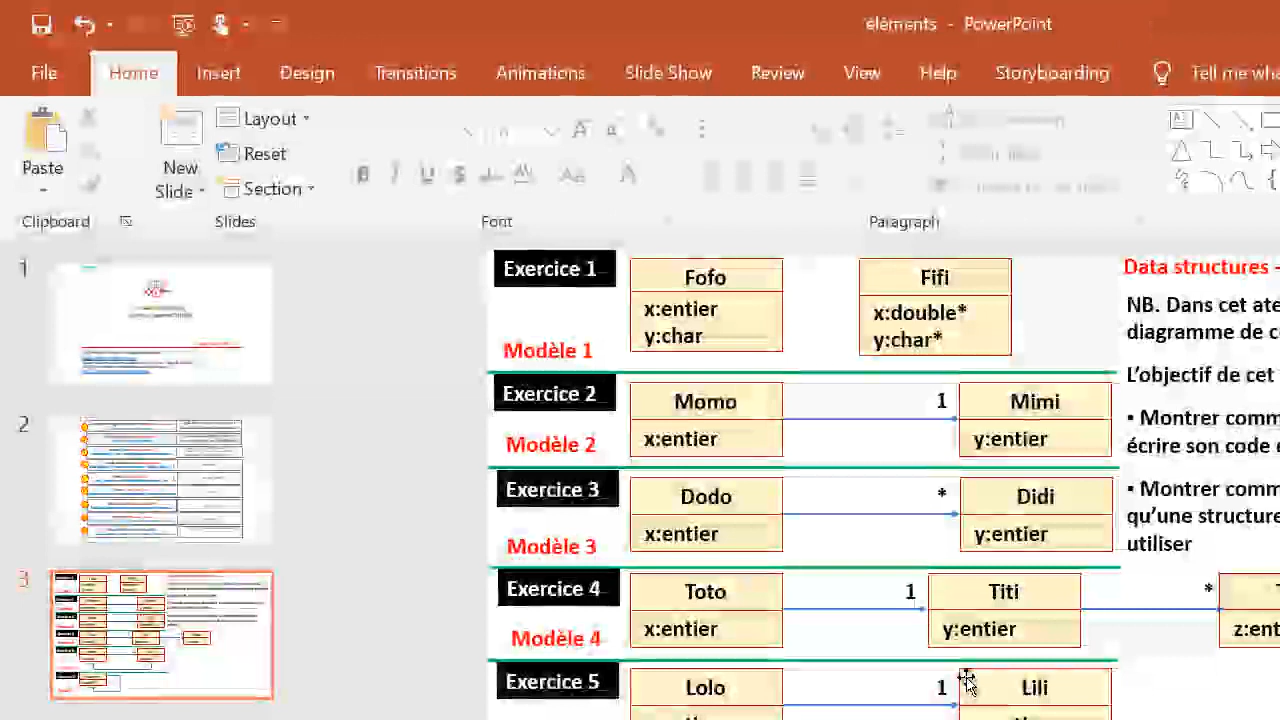 éléments - PowerPoint
File Home Insert Design Transitions Animations Slide Show Review View Help Storyboarding Tell me wha
Paste
New Slide
Layout
Reset
Section
Clipboard Slides Font Paragraph
1
2
3
Exercice 1
Modèle 1
Fofo
x:entier
y:char
Fifi
x:double*
y:char*
Exercice 2
Modèle 2
Momo
x:entier
1
Mimi
y:entier
Exercice 3
Modèle 3
Dodo
x:entier
*
Didi
y:entier
Exercice 4
Modèle 4
Toto
x:entier
1
Titi
y:entier
*
z:ent
Exercice 5
Lolo
1
Lili
Data structures -
NB. Dans cet ate
diagramme de c
L'objectif de cet
▪ Montrer comm
écrire son code e
▪ Montrer comm
qu'une structure
utiliser